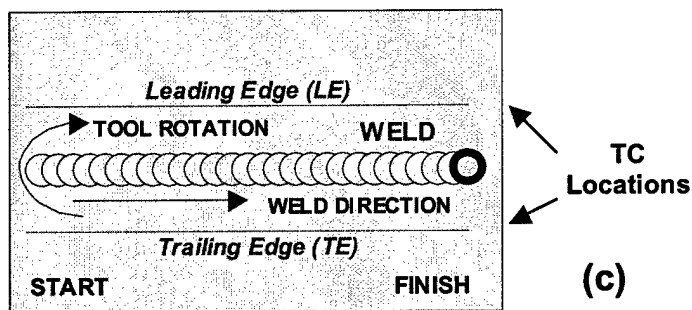 Leading Edge (LE)
TOOL ROTATION
WELD
WELD DIRECTION
Trailing Edge (TE)
START
FINISH
TC
Locations
(c)